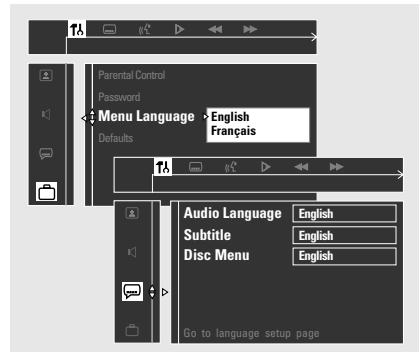 Parental Control
Password
Menu Language
English
Français
Defaults
Audio Language English
Subtitle English
Disc Menu English
Go to language setup page